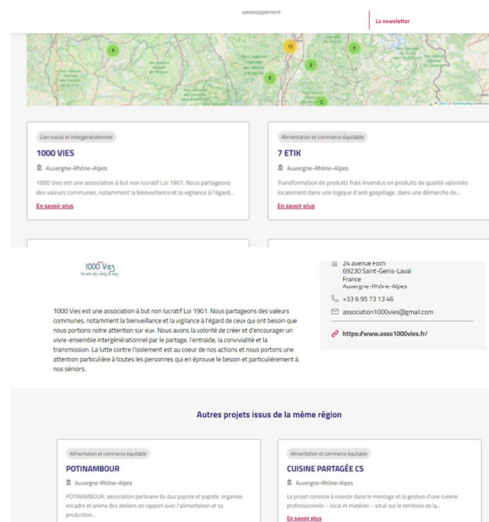 Développement
La newsletter
4
10
5
6
5
2
Lien social et intergénérationnel
1000 VIES
Auvergne-Rhône-Alpes
1000 Vies est une association à but non lucratif Loi 1901. Nous partageons
des valeurs communes, notamment la bienveillance et la vigilance à l'égard...
En savoir plus
Alimentation et commerce équitable
7 ETIK
Auvergne-Rhône-Alpes
Transformation de produits frais invendus en produits de qualité valorisés
localement dans une logique d'anti gaspillage, dans une démarche de...
En savoir plus
1000 Vies
24 avenue Foch
69230 Saint-Genis-Laval
France
Auvergne-Rhône-Alpes
+33 6 95 73 13 46
association1000vies@gmail.com
https://www.asso1000vies.fr/
1000 Vies est une association à but non lucratif Loi 1901. Nous partageons des valeurs
communes, notamment la bienveillance et la vigilance à l'égard de ceux qui ont besoin que
nous portions notre attention sur eux. Nous avons la volonté de créer et d'encourager un
vivre-ensemble intergénérationnel par le partage, l'entraide, la convivialité et la
transmission. La lutte contre l'isolement est au coeur de nos actions et nous portons une
attention particulière à toutes les personnes qui en éprouve le besoin et particulièrement à
nos séniors.
Autres projets issus de la même région
Alimentation et commerce équitable
POTINAMBOUR
Auvergne-Rhône-Alpes
POTINAMBOUR, association partisane du duo popote et papote, organise,
encadre et anime des ateliers en rapport avec l'alimentation et sa
production...
Alimentation et commerce équitable
CUISINE PARTAGÉE CS
Auvergne-Rhône-Alpes
Le projet consiste à investir dans le montage et la gestion d'une cuisine
professionnelle – local et matériel – situé sur le territoire de la...
En savoir plus